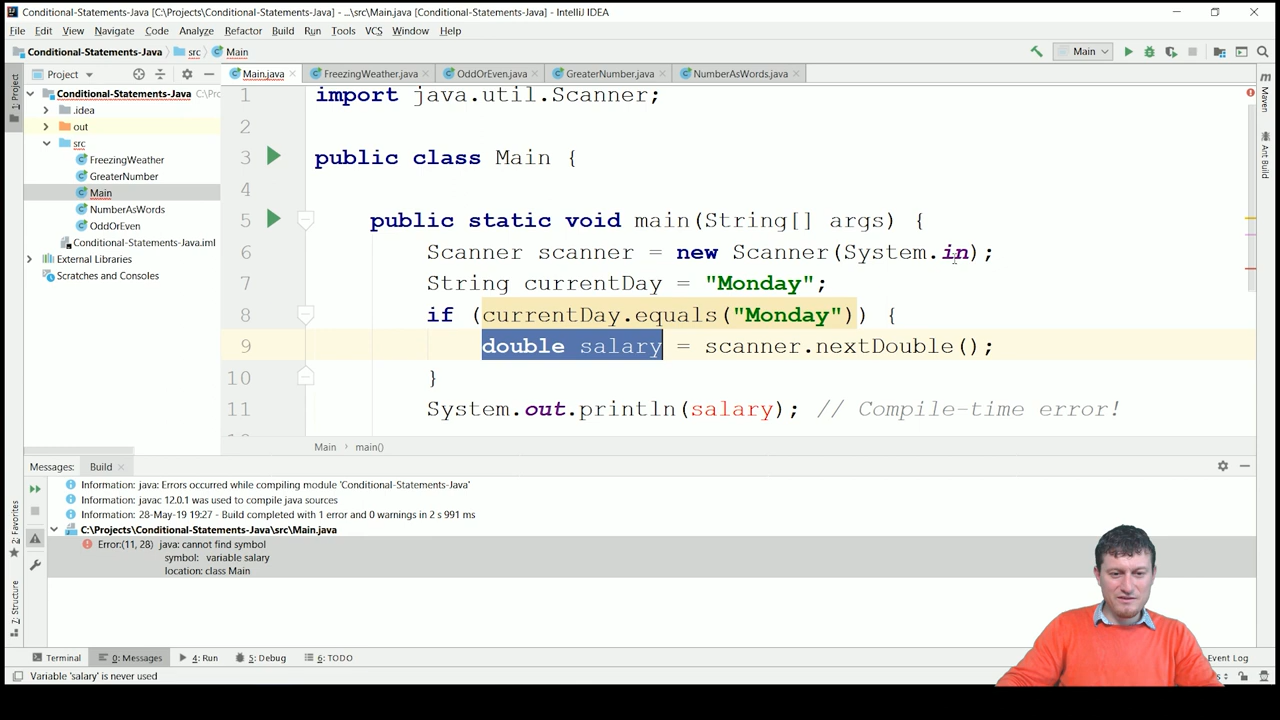 Conditional-Statements-Java [C:\Projects\Conditional-Statements-Java] - ...\src\Main.java [Conditional-Statements-Java] - IntelliJ IDEA
File Edit View Navigate Code Analyze Refactor Build Run Tools VCS Window Help
Conditional-Statements-Java src Main Main
Project Main.java FreezingWeather.java OddOrEven.java GreaterNumber.java NumberAsWords.java
Conditional-Statements-Java C:\Prc
.idea
out
src
FreezingWeather
GreaterNumber
Main
NumberAsWords
OddOrEven
Conditional-Statements-Java.iml
External Libraries
Scratches and Consoles
1: Project
2: Favorites
Z: Structure
m Maven
Ant Build
1 import java.util.Scanner;
2
3 public class Main {
4
5 public static void main(String[] args) {
6 Scanner scanner = new Scanner(System.in);
7 String currentDay = "Monday";
8 if (currentDay.equals("Monday")) {
9 double salary = scanner.nextDouble();
10 }
11 System.out.println(salary); // Compile-time error!
Main › main()
Messages: Build
Information: java: Errors occurred while compiling module 'Conditional-Statements-Java'
Information: javac 12.0.1 was used to compile java sources
Information: 28-May-19 19:27 - Build completed with 1 error and 0 warnings in 2 s 991 ms
C:\Projects\Conditional-Statements-Java\src\Main.java
Error:(11, 28) java: cannot find symbol
symbol: variable salary
location: class Main
Terminal 0: Messages 4: Run 5: Debug 6: TODO Event Log
Variable 'salary' is never used